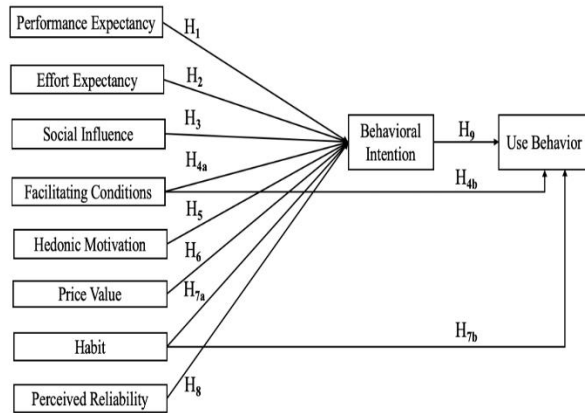 Performance Expectancy
H1
Effort Expectancy
H2
Social Influence
H3
Behavioral
Intention
H9
Use Behavior
H4a
Facilitating Conditions
H4b
H5
Hedonic Motivation
H6
Price Value
H7a
Habit
H7b
Perceived Reliability
H8